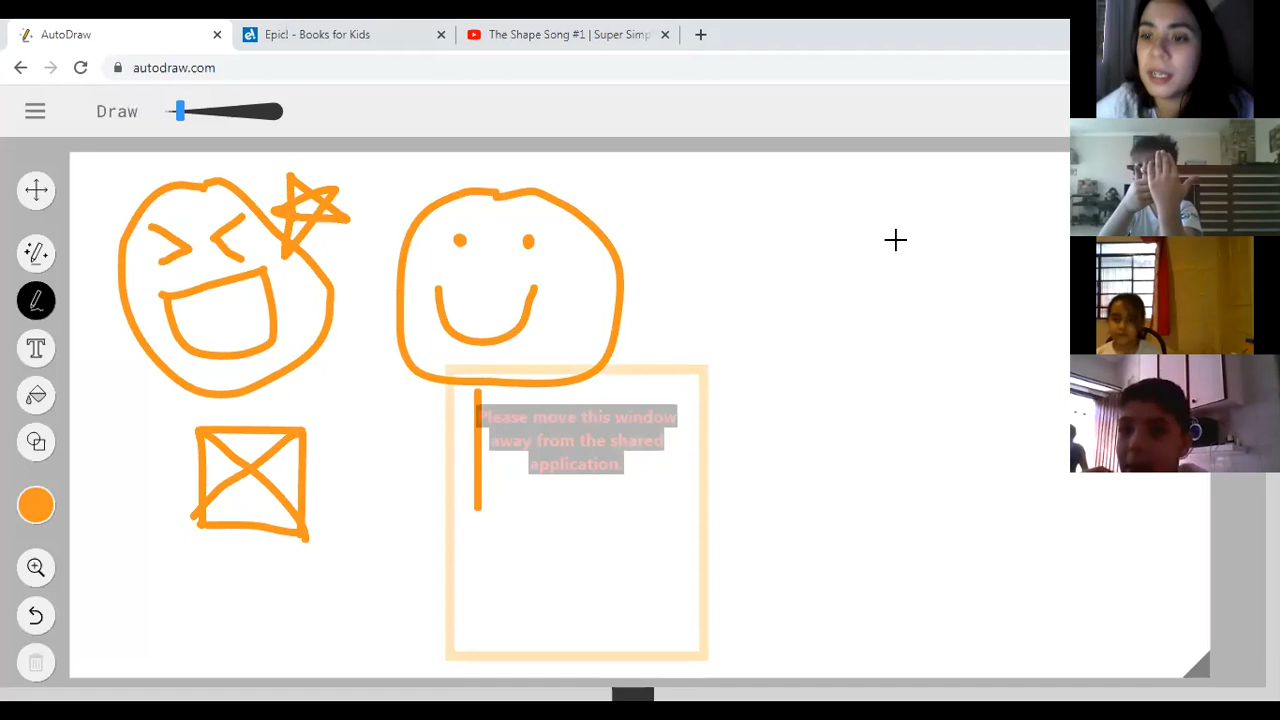 AutoDraw
Epic! - Books for Kids
The Shape Song #1 | Super Simp
autodraw.com
Draw
T
Please move this window
away from the shared
application.